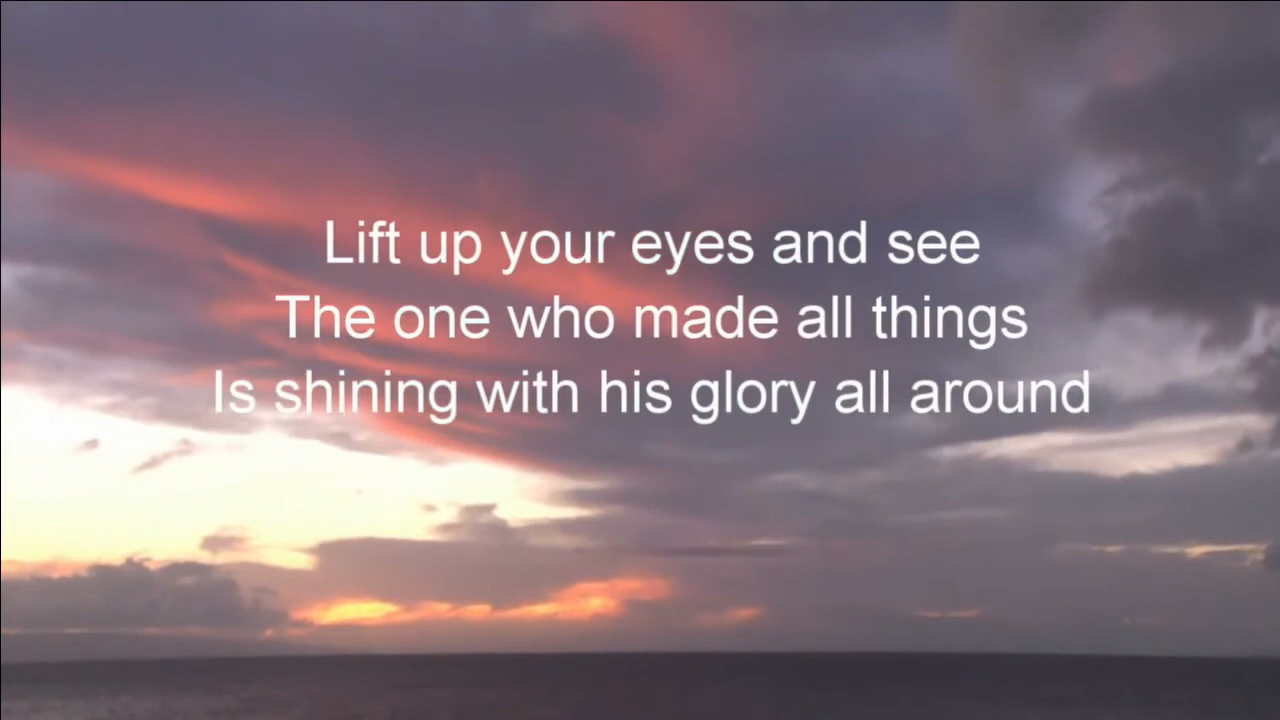 Lift up your eyes and see
The one who made all things
Is shining with his glory all around